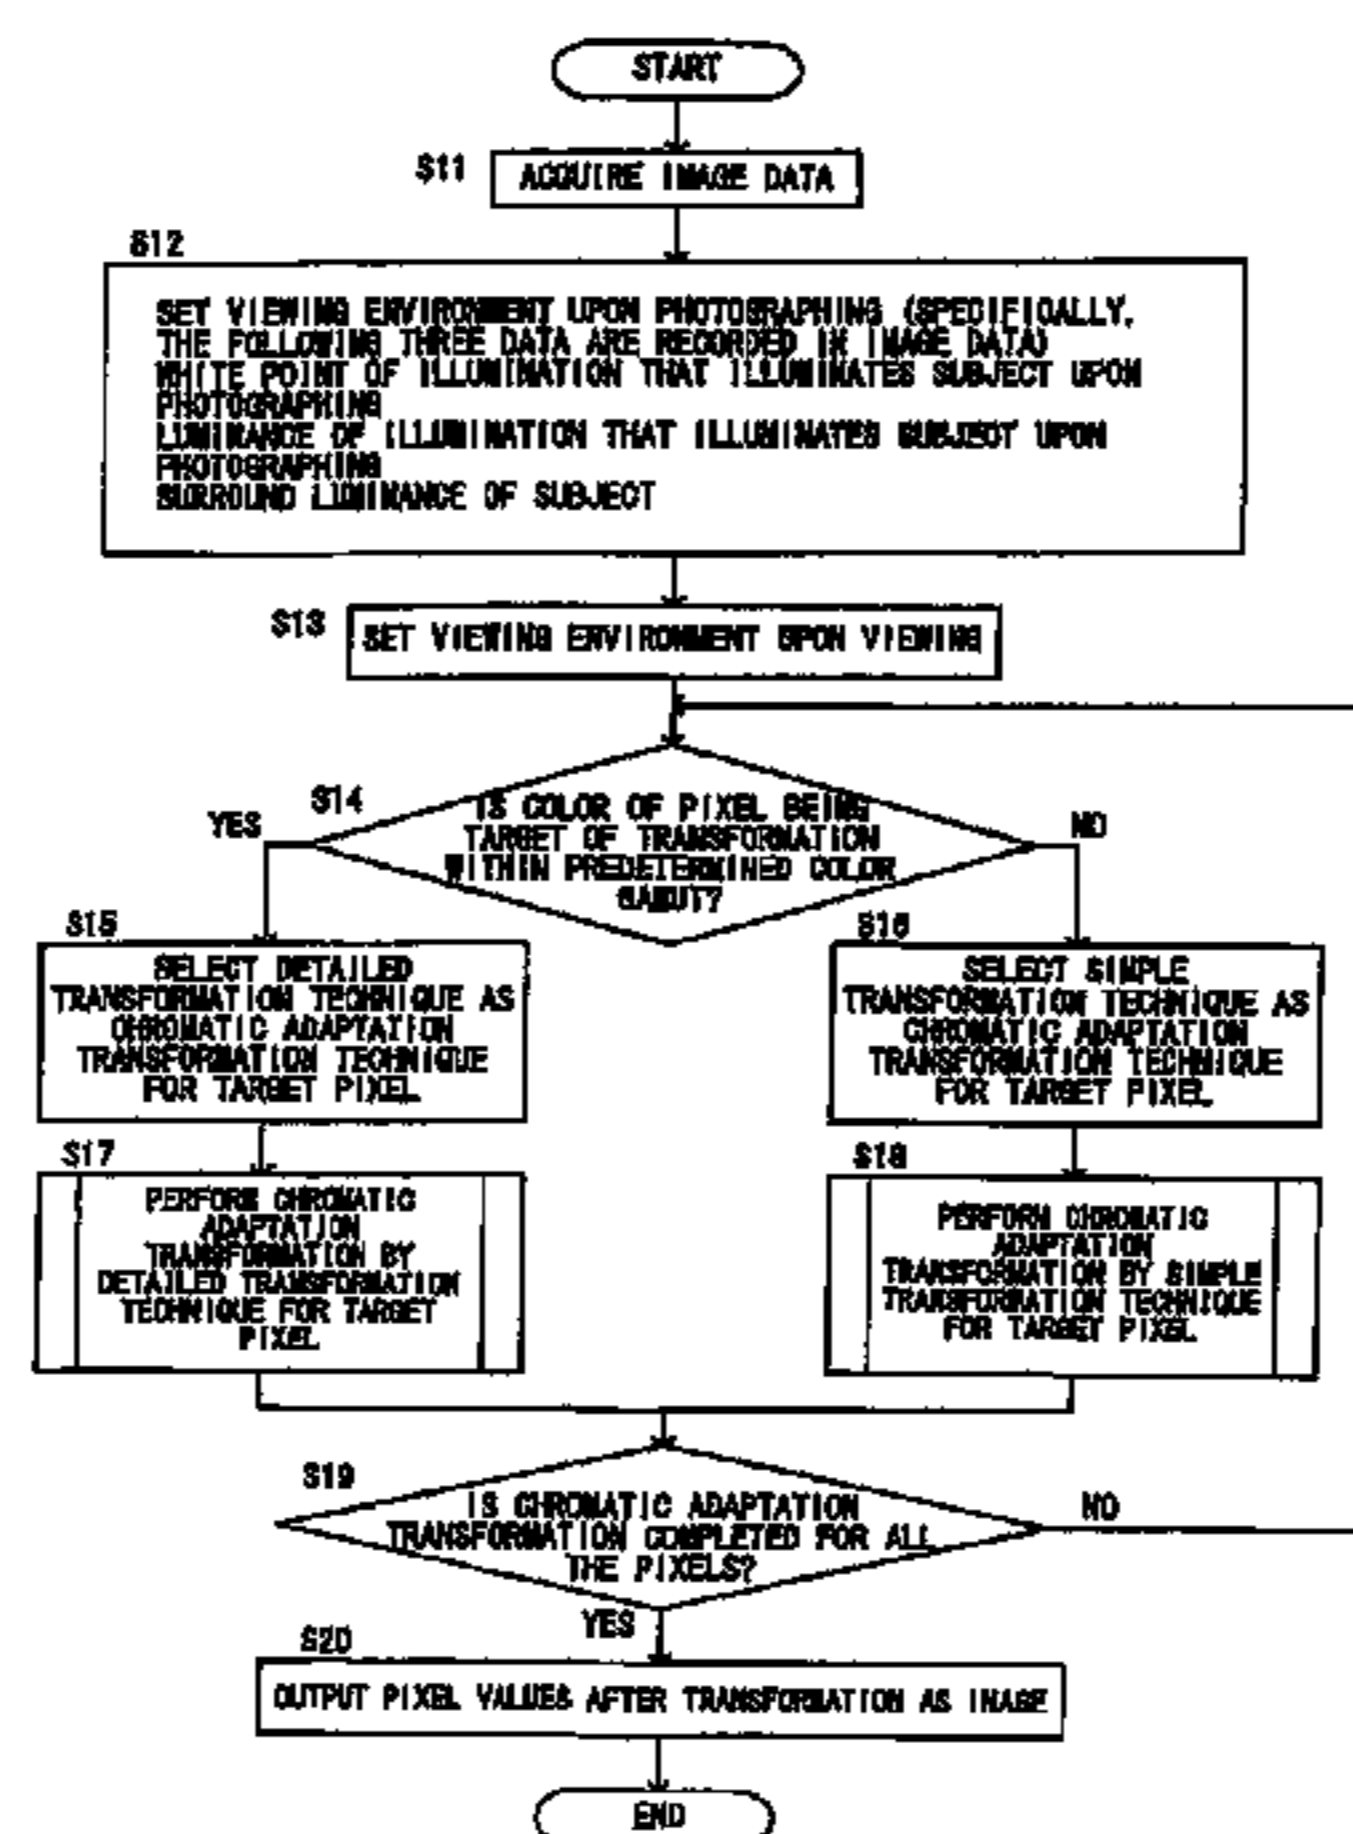 START
S11
ACQUIRE IMAGE DATA
S12
SET VIEWING ENVIRONMENT UPON PHOTOGRAPHING (SPECIFICALLY,
THE FOLLOWING THREE DATA ARE RECORDED IN IMAGE DATA)
WHITE POINT OF ILLUMINATION THAT ILLUMINATES SUBJECT UPON
PHOTOGRAPHING
LUMINANCE OF ILLUMINATION THAT ILLUMINATES SUBJECT UPON
PHOTOGRAPHING
SURROUND LUMINANCE OF SUBJECT
S13
SET VIEWING ENVIRONMENT UPON VIEWING
S14
IS COLOR OF PIXEL BEING
TARGET OF TRANSFORMATION
WITHIN PREDETERMINED COLOR
GAMUT?
YES
NO
S15
SELECT DETAILED
TRANSFORMATION TECHNIQUE AS
CHROMATIC ADAPTATION
TRANSFORMATION TECHNIQUE
FOR TARGET PIXEL
S16
SELECT SIMPLE
TRANSFORMATION TECHNIQUE AS
CHROMATIC ADAPTATION
TRANSFORMATION TECHNIQUE
FOR TARGET PIXEL
S17
PERFORM CHROMATIC
ADAPTATION
TRANSFORMATION BY
DETAILED TRANSFORMATION
TECHNIQUE FOR TARGET
PIXEL
S18
PERFORM CHROMATIC
ADAPTATION
TRANSFORMATION BY SIMPLE
TRANSFORMATION TECHNIQUE
FOR TARGET PIXEL
S19
IS CHROMATIC ADAPTATION
TRANSFORMATION COMPLETED FOR ALL
THE PIXELS?
NO
YES
S20
OUTPUT PIXEL VALUES AFTER TRANSFORMATION AS IMAGE
END